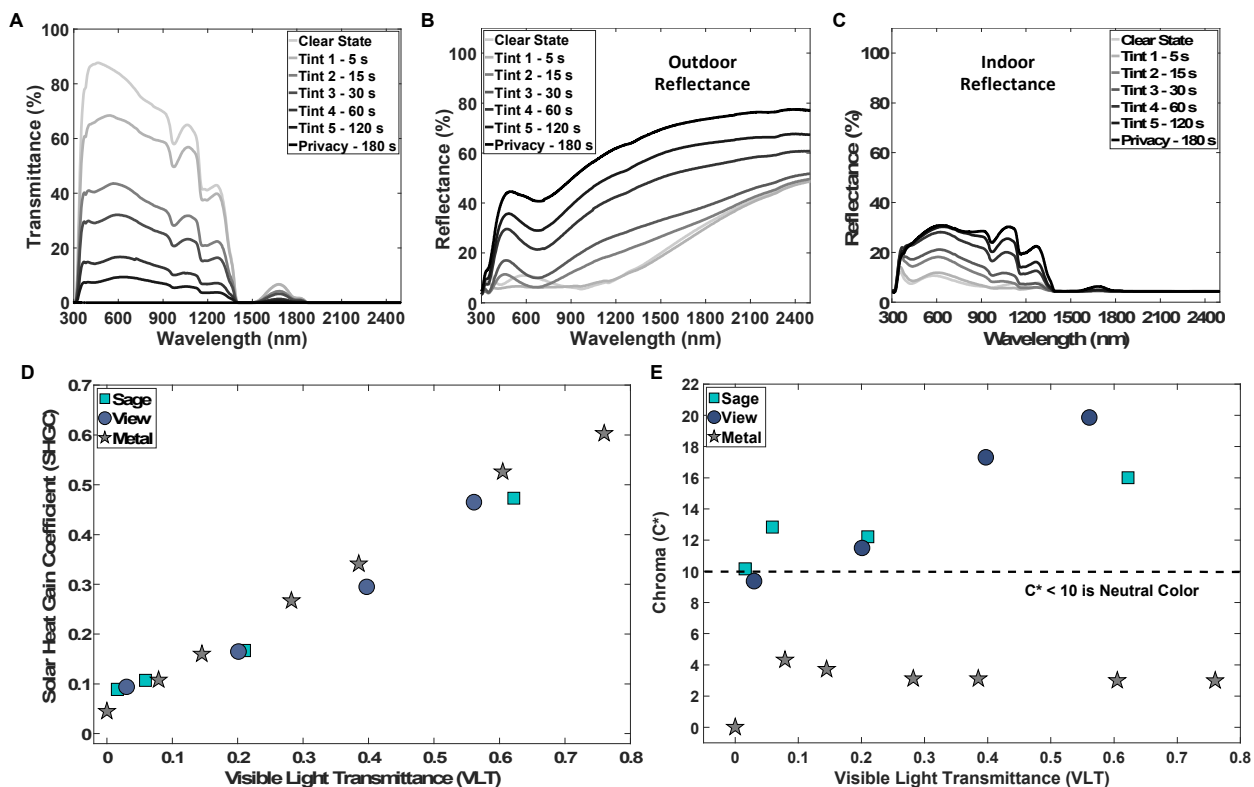 A
Transmittance (%)
100
80
60
40
20
0
300 600 900 1200 1500 1800 2100 2400
Wavelength (nm)
Clear State
Tint 1 - 5 s
Tint 2 - 15 s
Tint 3 - 30 s
Tint 4 - 60 s
Tint 5 - 120 s
Privacy - 180 s
B
Reflectance (%)
100
80
60
40
20
0
300 600 900 1200 1500 1800 2100 2400
Wavelength (nm)
Clear State
Tint 1 - 5 s
Tint 2 - 15 s
Tint 3 - 30 s
Tint 4 - 60 s
Tint 5 - 120 s
Privacy - 180 s
Outdoor
Reflectance
C
Reflectance (%)
100
80
60
40
20
0
300 600 900 1200 1500 1800 2100 2400
Wavelength (nm)
Indoor
Reflectance
Clear State
Tint 1 - 5 s
Tint 2 - 15 s
Tint 3 - 30 s
Tint 4 - 60 s
Tint 5 - 120 s
Privacy - 180 s
D
Solar Heat Gain Coefficient (SHGC)
0.7
0.6
0.5
0.4
0.3
0.2
0.1
0
0 0.1 0.2 0.3 0.4 0.5 0.6 0.7 0.8
Visible Light Transmittance (VLT)
Sage
View
Metal
E
Chroma (C*)
22
20
18
16
14
12
10
8
6
4
2
0
0 0.1 0.2 0.3 0.4 0.5 0.6 0.7 0.8
Visible Light Transmittance (VLT)
Sage
View
Metal
C* < 10 is Neutral Color